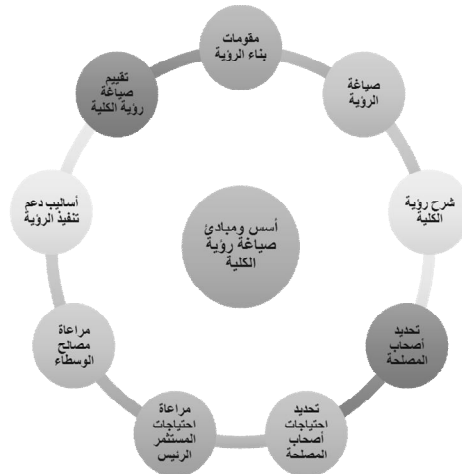 مقومات
بناء الرؤية
صياغة
الرؤية
شرح رؤية
الكلية
تحديد
أصحاب
المصلحة
تحديد
احتياجات
أصحاب
المصلحة
مراعاة
احتياجات
المستثمر
الرئيس
مراعاة
مصالح
الوسطاء
أساليب دعم
تنفيذ الرؤية
تقييم
صياغة
رؤية الكلية
أسس ومبادئ
صياغة رؤية
الكلية